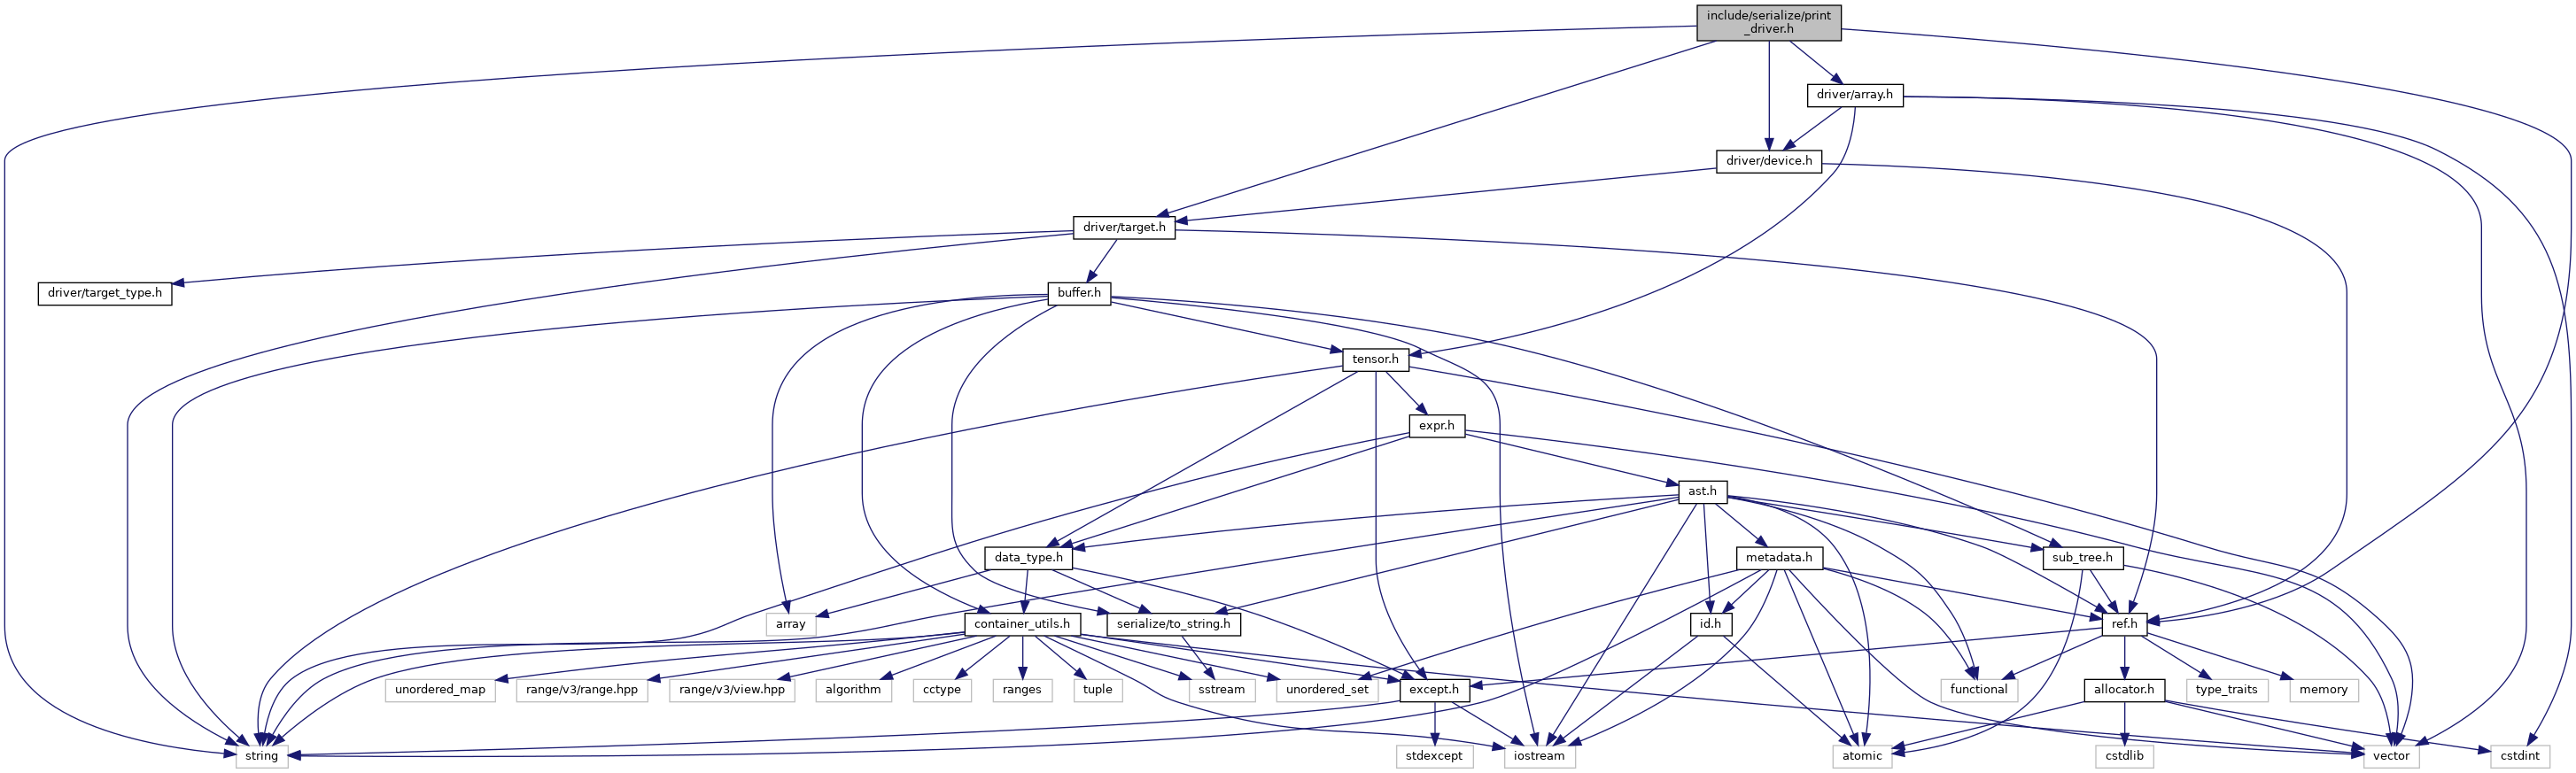 include/serialize/print
_driver.h
driver/array.h
driver/device.h
driver/target.h
driver/target_type.h
buffer.h
tensor.h
expr.h
ast.h
data_type.h
metadata.h
sub_tree.h
array
container_utils.h
serialize/to_string.h
id.h
ref.h
unordered_map
range/v3/range.hpp
range/v3/view.hpp
algorithm
cctype
ranges
tuple
sstream
unordered_set
except.h
functional
allocator.h
type_traits
memory
string
stdexcept
iostream
atomic
cstdlib
vector
cstdint